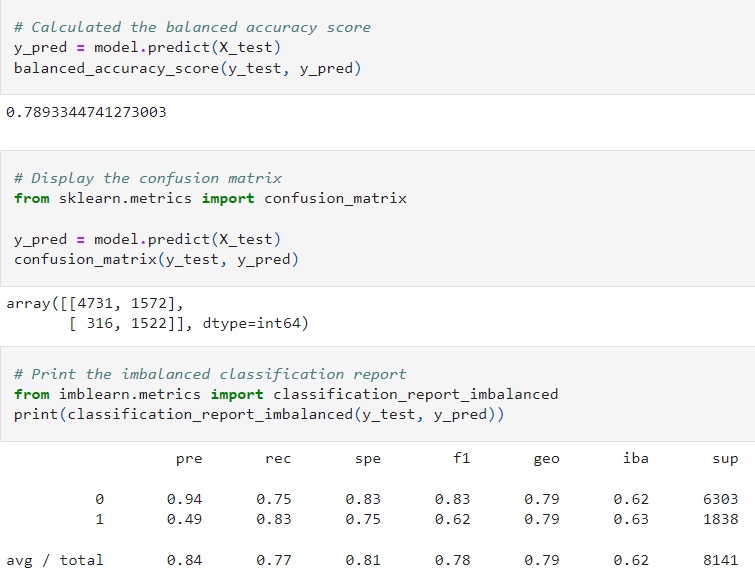 # Calculated the balanced accuracy score
y_pred = model.predict(X_test)
balanced_accuracy_score(y_test, y_pred)
0.7893344741273003
# Display the confusion matrix
from sklearn.metrics import confusion_matrix
y_pred = model.predict(X_test)
confusion_matrix(y_test, y_pred)
array([[4731, 1572],
[ 316, 1522]], dtype=int64)
# Print the imbalanced classification report
from imblearn.metrics import classification_report_imbalanced
print(classification_report_imbalanced(y_test, y_pred))
pre rec spe f1 geo iba sup
0 0.94 0.75 0.83 0.83 0.79 0.62 6303
1 0.49 0.83 0.75 0.62 0.79 0.63 1838
avg / total 0.84 0.77 0.81 0.78 0.79 0.62 8141